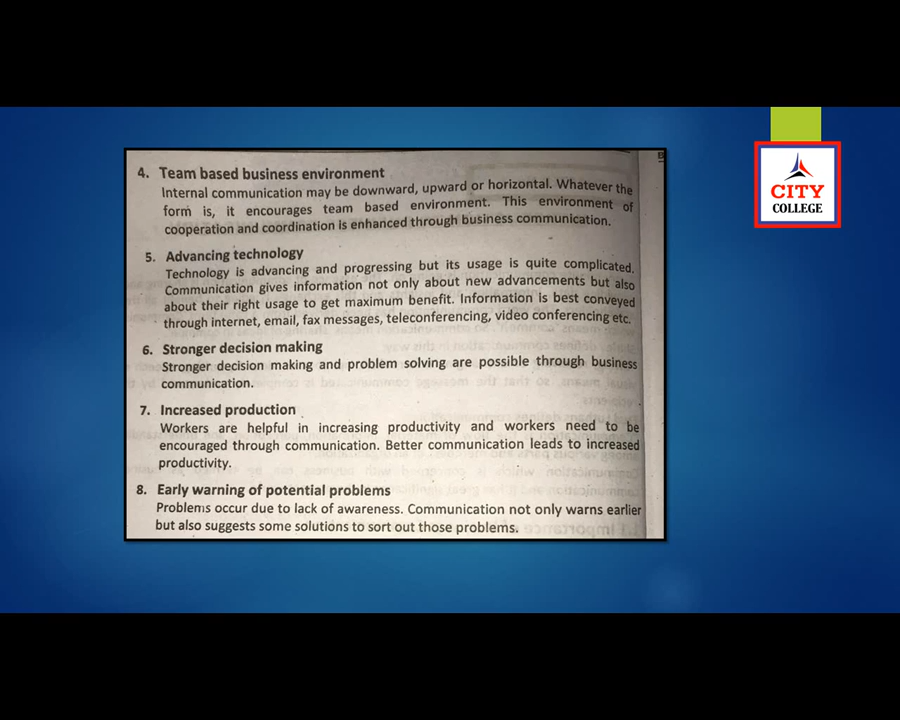 4. Team based business environment
Internal communication may be downward, upward or horizontal. Whatever the
form is, it encourages team based environment. This environment of
cooperation and coordination is enhanced through business communication.
5. Advancing technology
Technology is advancing and progressing but its usage is quite complicated.
Communication gives information not only about new advancements but also
about their right usage to get maximum benefit. Information is best conveyed
through internet, email, fax messages, teleconferencing, video conferencing etc.
6. Stronger decision making
Stronger decision making and problem solving are possible through business
communication.
7. Increased production
Workers are helpful in increasing productivity and workers need to be
encouraged through communication. Better communication leads to increased
productivity.
8. Early warning of potential problems
Problems occur due to lack of awareness. Communication not only warns earlier
but also suggests some solutions to sort out those problems.
CITY
COLLEGE